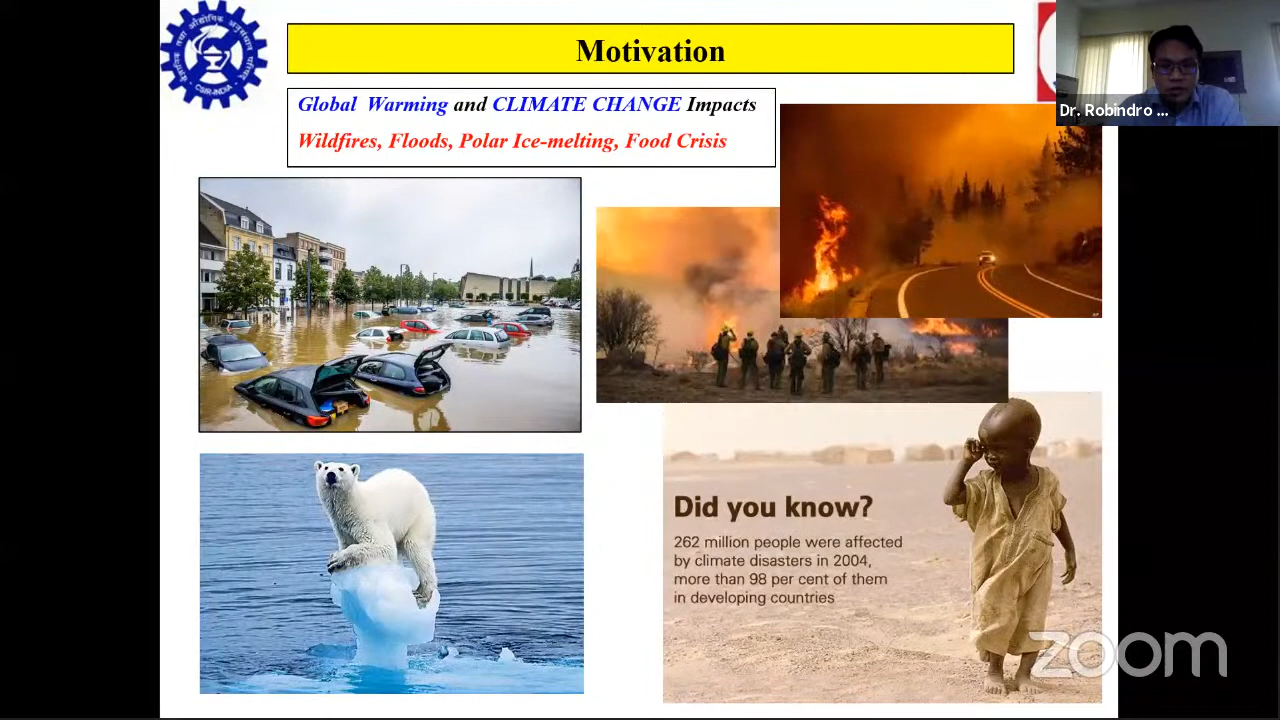 Motivation
Global Warming and CLIMATE CHANGE Impacts
Wildfires, Floods, Polar Ice-melting, Food Crisis
Dr. Robindro ...
Did you know?
262 million people were affected
by climate disasters in 2004,
more than 98 per cent of them
in developing countries
zoom
CSIR-INDIA